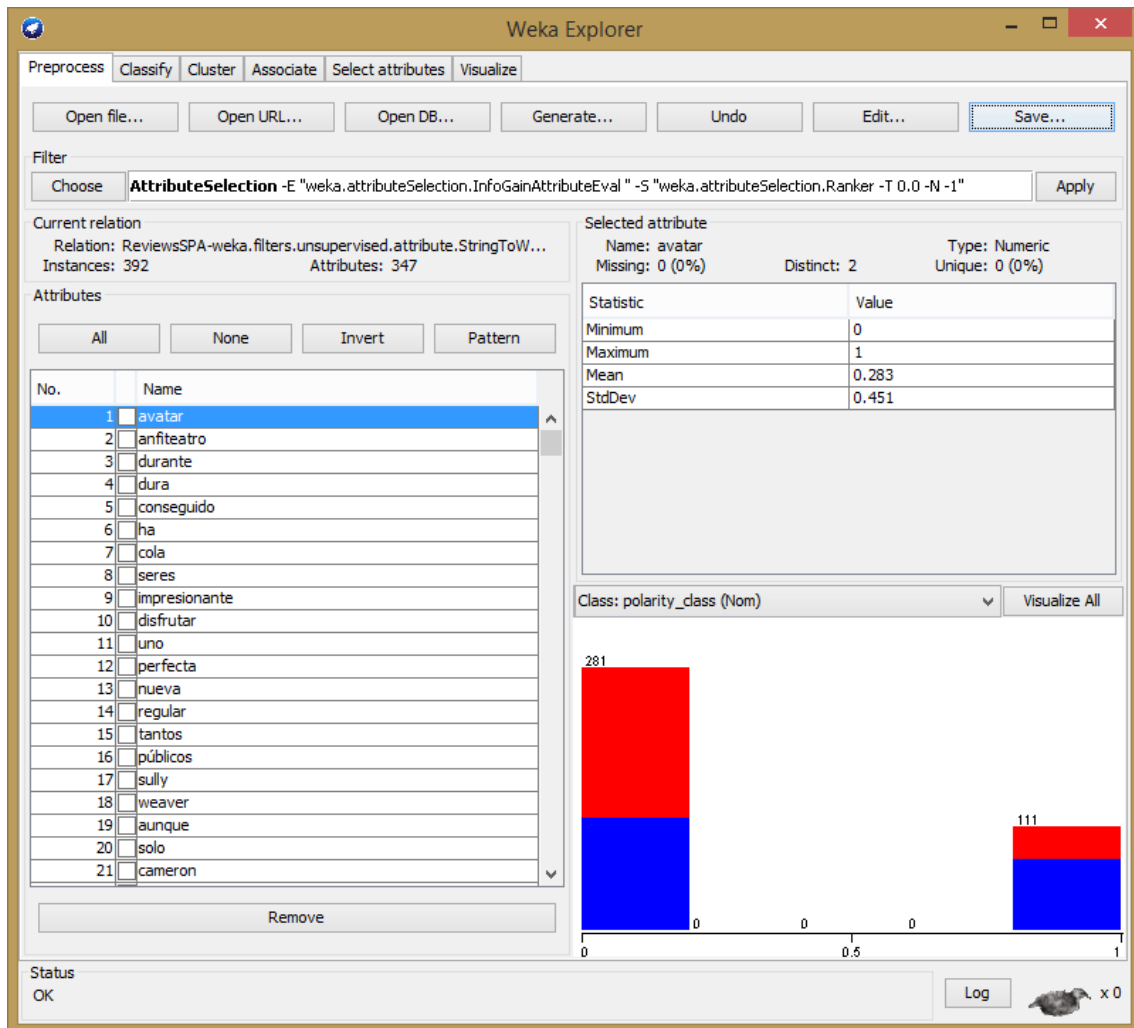 Weka Explorer
Preprocess Classify Cluster Associate Select attributes Visualize
Open file... Open URL... Open DB... Generate... Undo Edit... Save...
Filter
Choose AttributeSelection -E "weka.attributeSelection.InfoGainAttributeEval " -S "weka.attributeSelection.Ranker -T 0.0 -N -1" Apply
Current relation
Relation: ReviewsSPA-weka.filters.unsupervised.attribute.StringToW...
Instances: 392 Attributes: 347
Attributes
All None Invert Pattern
No. Name
1 avatar
2 anfiteatro
3 durante
4 dura
5 conseguido
6 ha
7 cola
8 seres
9 impresionante
10 disfrutar
11 uno
12 perfecta
13 nueva
14 regular
15 tantos
16 públicos
17 sully
18 weaver
19 aunque
20 solo
21 cameron
Remove
Selected attribute
Name: avatar Type: Numeric
Missing: 0 (0%) Distinct: 2 Unique: 0 (0%)
Statistic Value
Minimum 0
Maximum 1
Mean 0.283
StdDev 0.451
Class: polarity_class (Nom) Visualize All
281
111
0 0 0
0 0.5 1
Status
OK
Log x 0